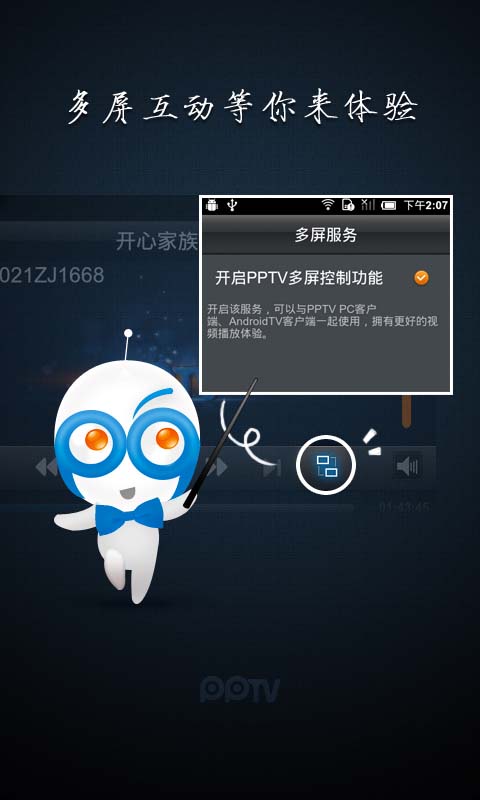 多屏互动等你来体验
下午2:07
多屏服务
开心家族
开启PPTV多屏控制功能
021ZJ1668
开启该服务，可以与PPTV PC客户
端、AndroidTV客户端一起使用，拥有更好的视
频播放体验。
01:43:45
PPTV